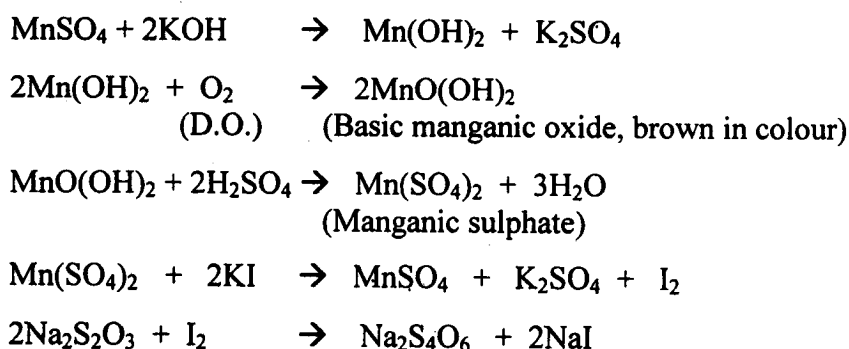 MnSO₄ + 2KOH → Mn(OH)₂ + K₂SO₄
2Mn(OH)₂ + O₂ → 2MnO(OH)₂
(D.O.) (Basic manganic oxide, brown in colour)
MnO(OH)₂ + 2H₂SO₄ → Mn(SO₄)₂ + 3H₂O
(Manganic sulphate)
Mn(SO₄)₂ + 2KI → MnSO₄ + K₂SO₄ + I₂
2Na₂S₂O₃ + I₂ → Na₂S₄O₆ + 2NaI